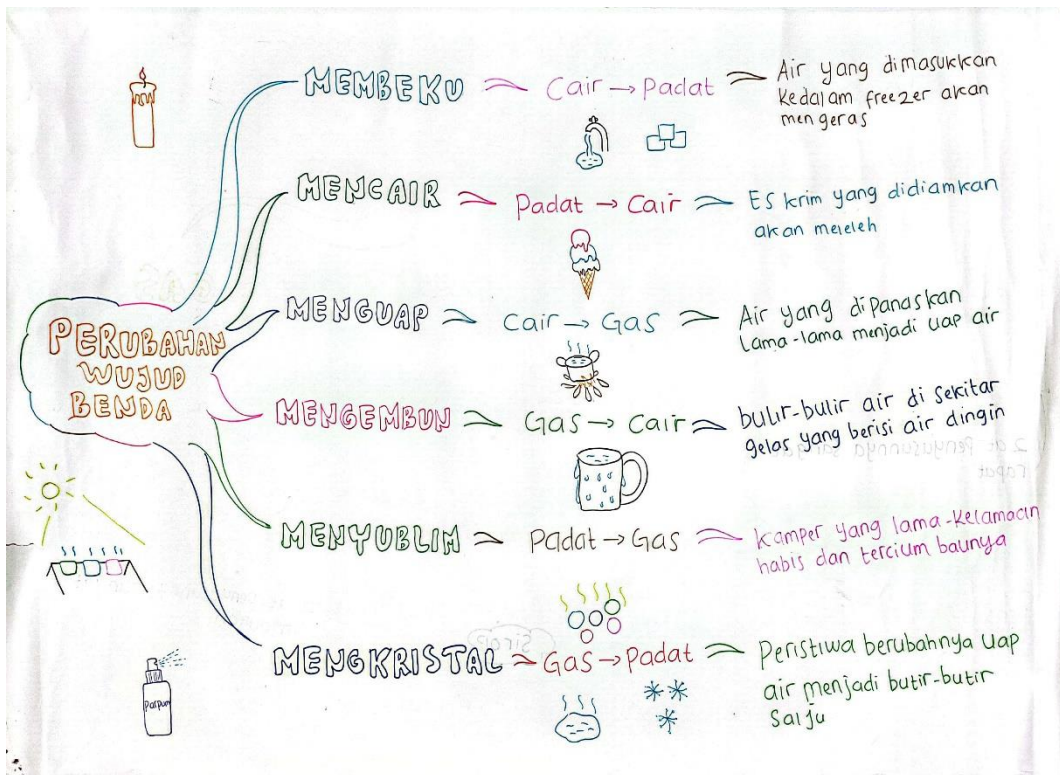 PERUBAHAN
WUJUD
BENDA
MEMBEKU
Cair → Padat
Air yang dimasukkan
kedalam freezer akan
mengeras
MENCAIR
Padat → Cair
ES krim yang didiamkan
akan meleleh
MENGUAP
Cair → Gas
Air yang dipanaskan
Lama-lama menjadi uap air
MENGEMBUN
Gas → Cair
bulir-bulir air di sekitar
gelas yang berisi air dingin
MENYUBLIM
Padat → Gas
kamper yang lama-kelamaan
habis dan tercium baunya
MENGKRISTAL
Gas → Padat
Peristiwa berubahnya uap
air menjadi butir-butir
Salju
Parpum